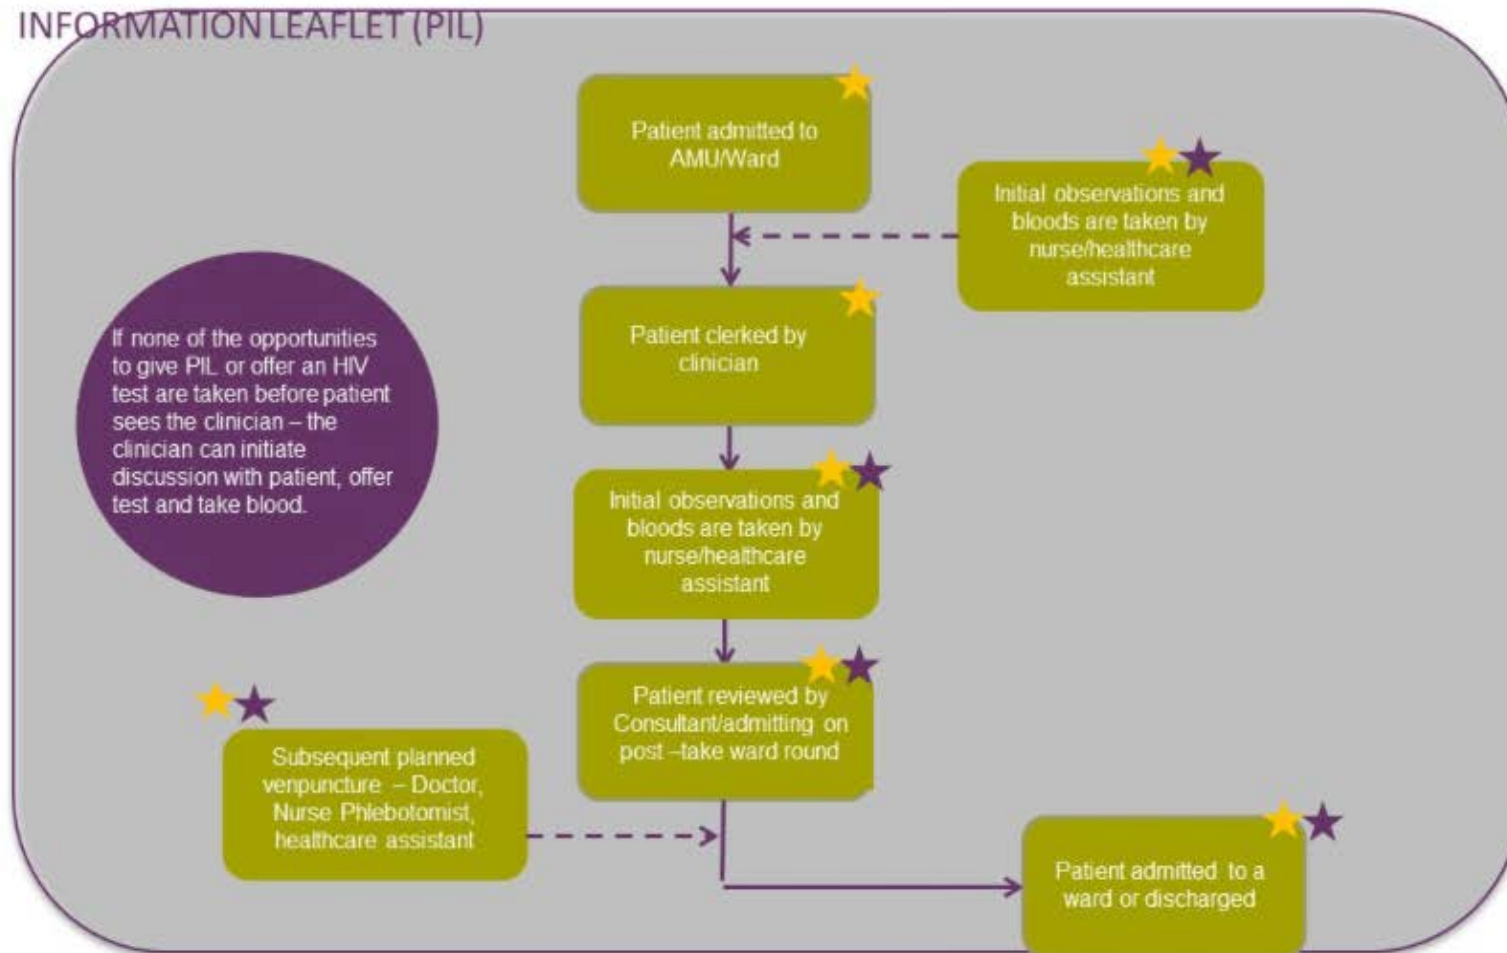 INFORMATION LEAFLET (PIL)
Patient admitted to
AMU/Ward
Initial observations and
bloods are taken by
nurse/healthcare
assistant
Patient clerked by
clinician
If none of the opportunities
to give PIL or offer an HIV
test are taken before patient
sees the clinician – the
clinician can initiate
discussion with patient, offer
test and take blood.
Initial observations and
bloods are taken by
nurse/healthcare
assistant
Patient reviewed by
Consultant/admitting on
post –take ward round
Subsequent planned
venpuncture – Doctor,
Nurse Phlebotomist,
healthcare assistant
Patient admitted to a
ward or discharged